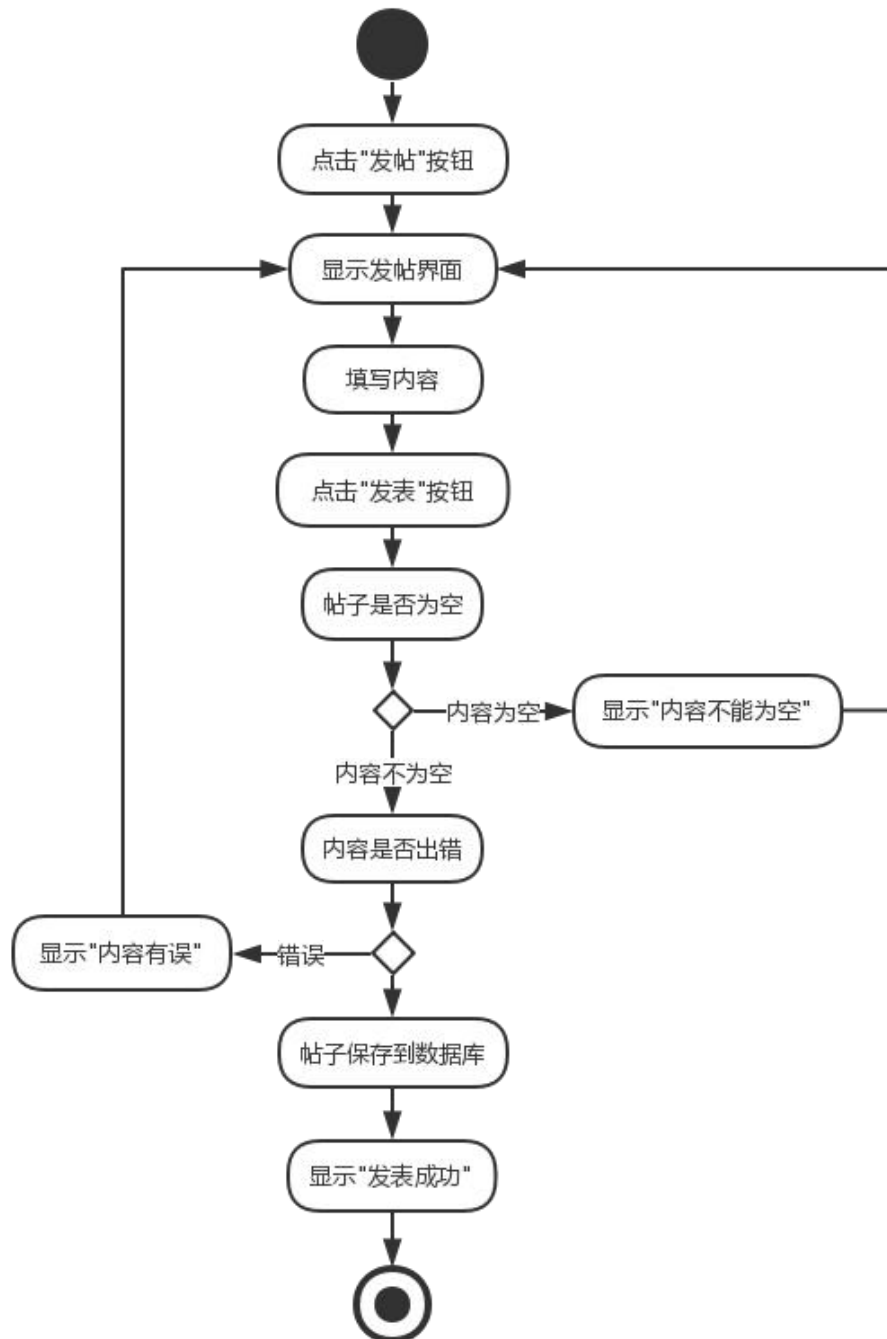 点击"发帖"按钮
显示发帖界面
填写内容
点击"发表"按钮
帖子是否为空
内容为空
显示"内容不能为空"
内容不为空
内容是否出错
显示"内容有误"
错误
帖子保存到数据库
显示"发表成功"